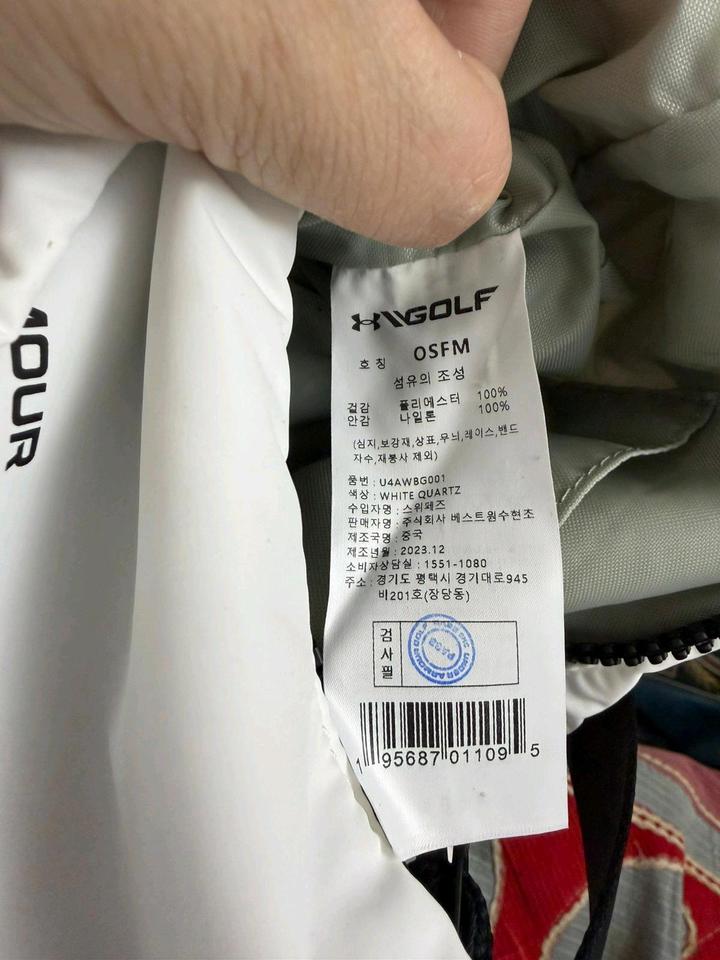 MOUR
GOLF
호칭 OSFM
섬유의 조성
겉감 폴리에스터 100%
안감 나일론 100%
(심지,보강재,상표,무늬,레이스,밴드
자수,재봉사 제외)
품번 : U4AWBG001
색상 : WHITE QUARTZ
수입자명 : 스위페즈
판매자명 : 주식회사 베스트원수현조
제조국명 : 중국
제조년월 : 2023.12
소비자상담실 : 1551-1080
주소 : 경기도 평택시 경기대로945
비201호(장당동)
검사필
UNDER ARMOUR
1 95687 01109 5